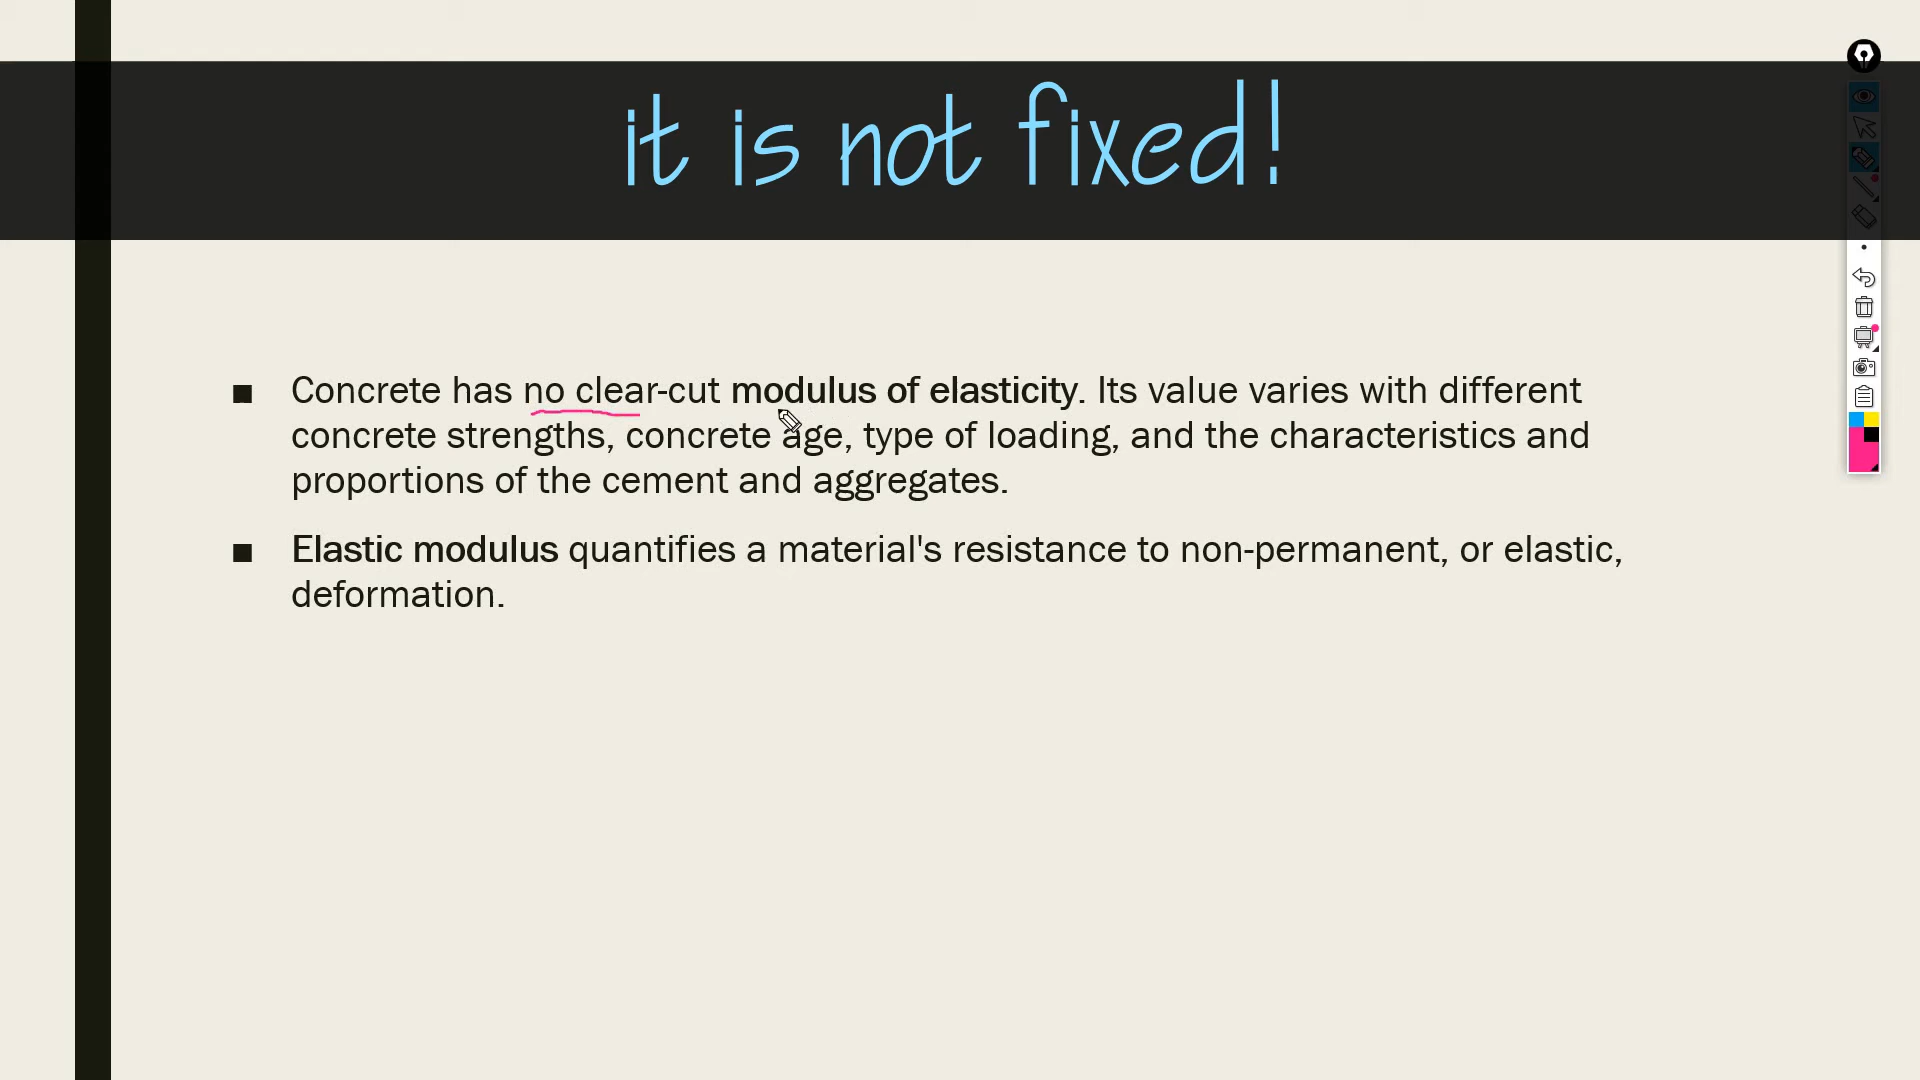 it is not fixed!
■ Concrete has no clear-cut modulus of elasticity. Its value varies with different
concrete strengths, concrete age, type of loading, and the characteristics and
proportions of the cement and aggregates.
■ Elastic modulus quantifies a material's resistance to non-permanent, or elastic,
deformation.